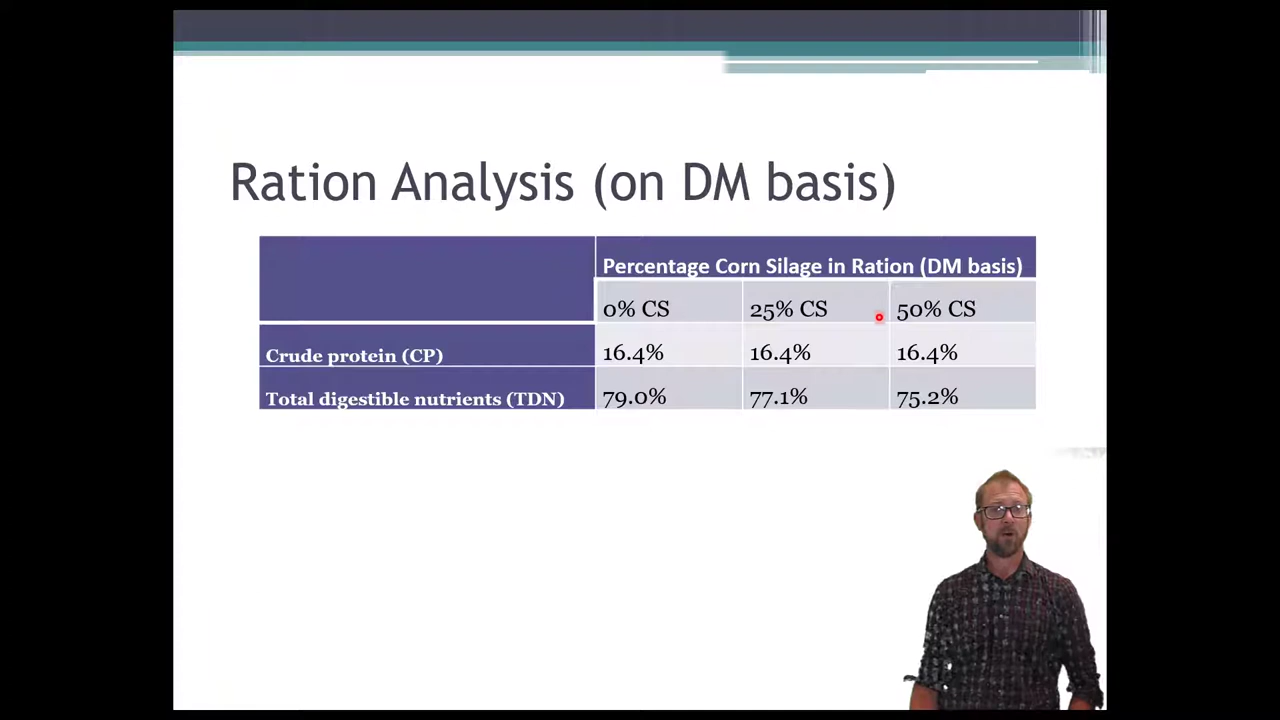 Ration Analysis (on DM basis)
Percentage Corn Silage in Ration (DM basis)
0% CS 25% CS 50% CS
Crude protein (CP) 16.4% 16.4% 16.4%
Total digestible nutrients (TDN) 79.0% 77.1% 75.2%